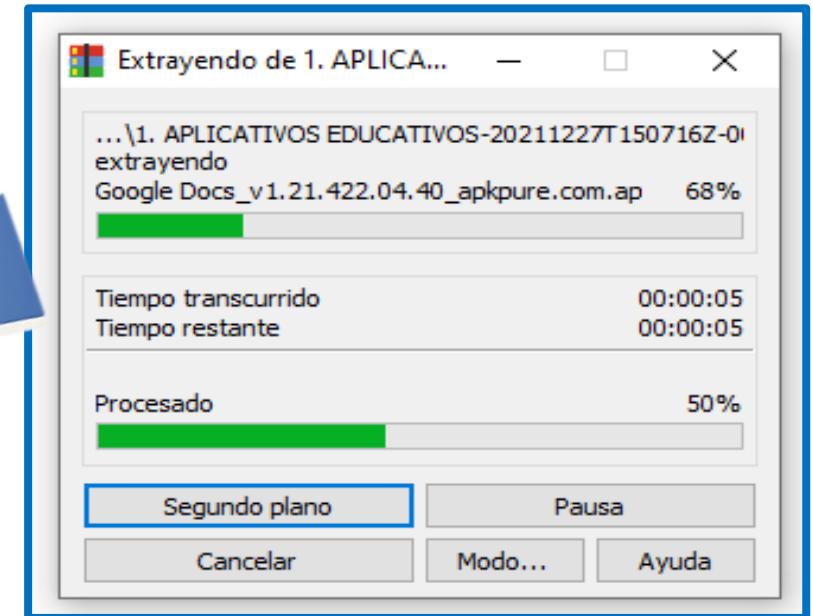 Extrayendo de 1. APLICA...
...\1. APLICATIVOS EDUCATIVOS-20211227T150716Z-0
extrayendo
Google Docs_v1.21.422.04.40_apkpure.com.ap 68%
Tiempo transcurrido 00:00:05
Tiempo restante 00:00:05
Procesado 50%
Segundo plano Pausa
Cancelar Modo... Ayuda